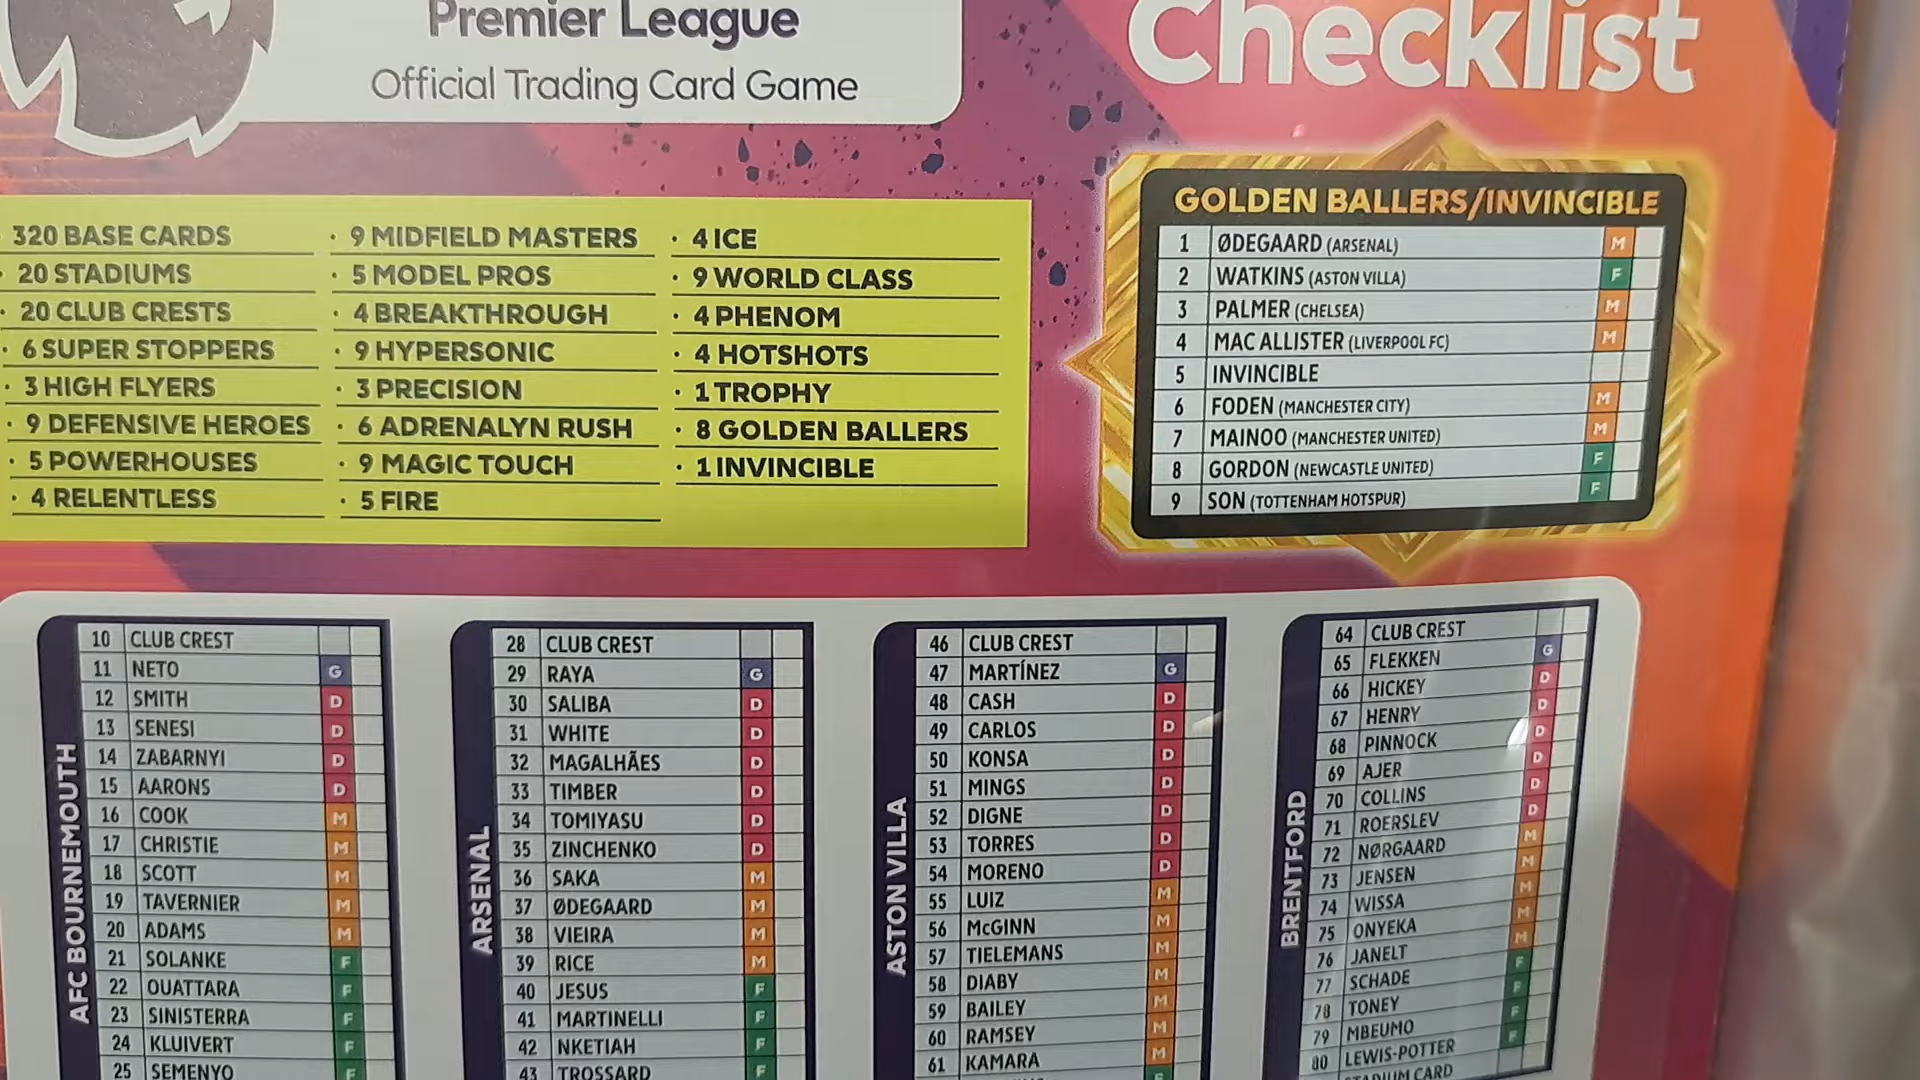 Premier League
Official Trading Card Game
Checklist
· 320 BASE CARDS
· 20 STADIUMS
· 20 CLUB CRESTS
· 6 SUPER STOPPERS
· 3 HIGH FLYERS
· 9 DEFENSIVE HEROES
· 5 POWERHOUSES
· 4 RELENTLESS
· 9 MIDFIELD MASTERS
· 5 MODEL PROS
· 4 BREAKTHROUGH
· 9 HYPERSONIC
· 3 PRECISION
· 6 ADRENALYN RUSH
· 9 MAGIC TOUCH
· 5 FIRE
· 4 ICE
· 9 WORLD CLASS
· 4 PHENOM
· 4 HOTSHOTS
· 1 TROPHY
· 8 GOLDEN BALLERS
· 1 INVINCIBLE
GOLDEN BALLERS/INVINCIBLE
1 ØDEGAARD (ARSENAL) M
2 WATKINS (ASTON VILLA) F
3 PALMER (CHELSEA) M
4 MAC ALLISTER (LIVERPOOL FC) M
5 INVINCIBLE
6 FODEN (MANCHESTER CITY) M
7 MAINOO (MANCHESTER UNITED) M
8 GORDON (NEWCASTLE UNITED) F
9 SON (TOTTENHAM HOTSPUR) F
AFC BOURNEMOUTH
10 CLUB CREST
11 NETO G
12 SMITH D
13 SENESI D
14 ZABARNYI D
15 AARONS D
16 COOK M
17 CHRISTIE M
18 SCOTT M
19 TAVERNIER M
20 ADAMS M
21 SOLANKE F
22 OUATTARA F
23 SINISTERRA F
24 KLUIVERT F
25 SEMENYO F
ARSENAL
28 CLUB CREST
29 RAYA G
30 SALIBA D
31 WHITE D
32 MAGALHÃES D
33 TIMBER D
34 TOMIYASU D
35 ZINCHENKO D
36 SAKA M
37 ØDEGAARD M
38 VIEIRA M
39 RICE M
40 JESUS F
41 MARTINELLI F
42 NKETIAH F
43 TROSSARD F
ASTON VILLA
46 CLUB CREST
47 MARTÍNEZ G
48 CASH D
49 CARLOS D
50 KONSA D
51 MINGS D
52 DIGNE D
53 TORRES D
54 MORENO D
55 LUIZ M
56 McGINN M
57 TIELEMANS M
58 DIABY M
59 BAILEY M
60 RAMSEY M
61 KAMARA M
F
BRENTFORD
64 CLUB CREST
65 FLEKKEN G
66 HICKEY D
67 HENRY D
68 PINNOCK D
69 AJER D
70 COLLINS D
71 ROERSLEV D
72 NØRGAARD M
73 JENSEN M
74 WISSA M
75 ONYEKA M
76 JANELT M
77 SCHADE F
78 TONEY F
79 MBEUMO F
80 LEWIS-POTTER F
STADIUM CARD